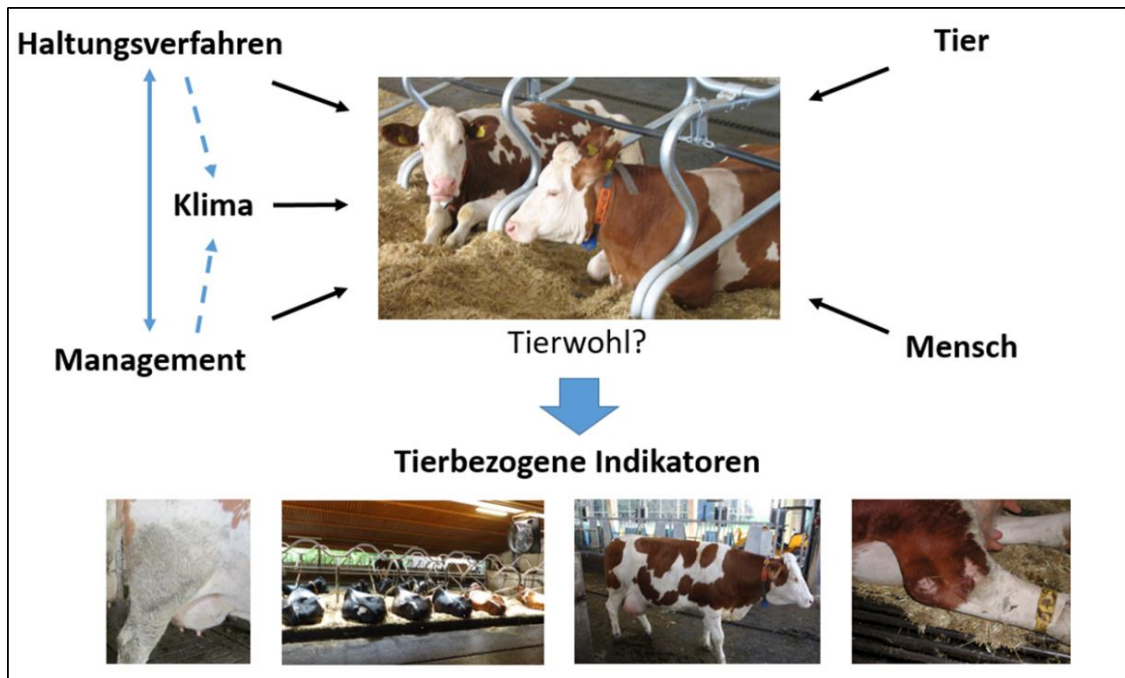 Haltungsverfahren
Tier
Klima
Management
Mensch
Tierwohl?
Tierbezogene Indikatoren